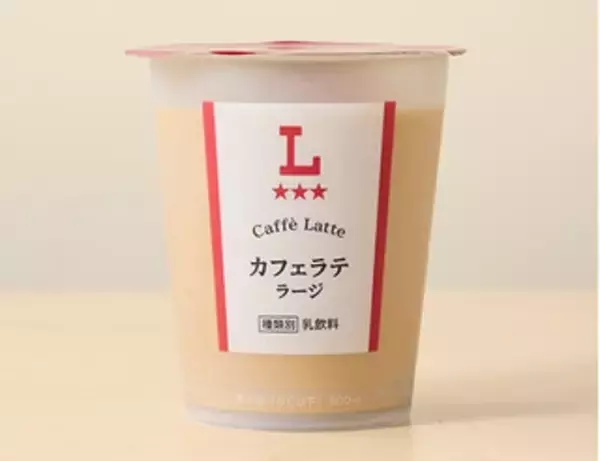 L
★★★
Caffè Latte
カフェラテ
ラージ
種類別 乳飲料